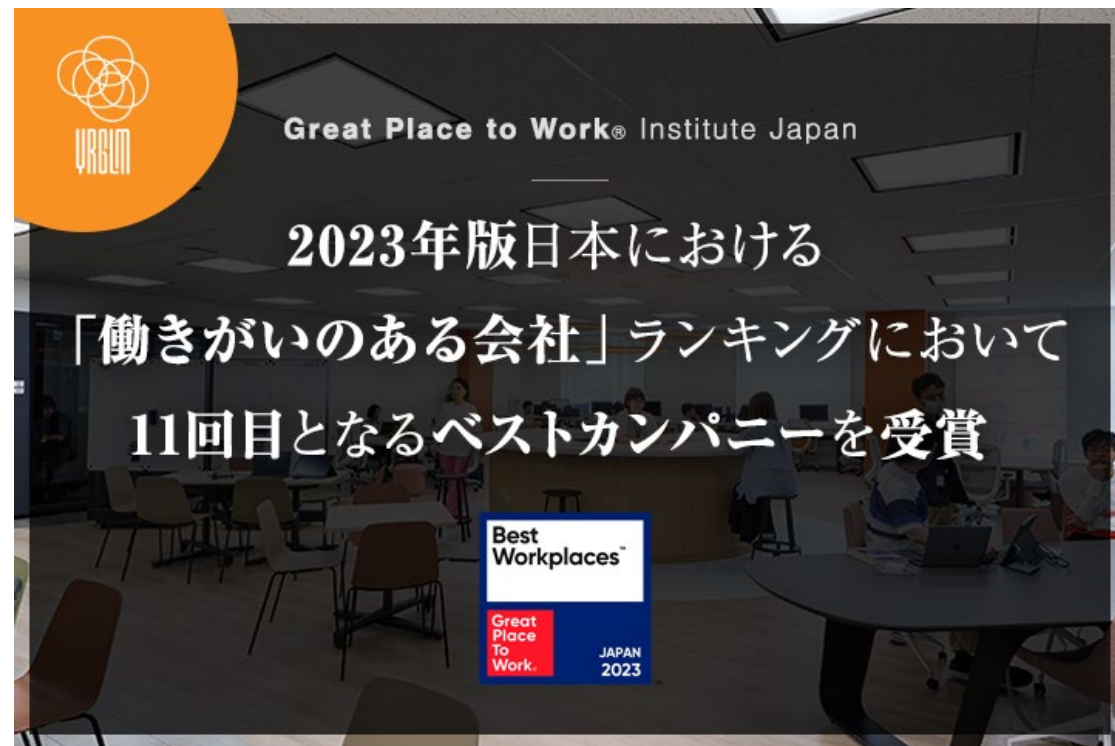 VRGLM
Great Place to Work® Institute Japan
2023年版日本における
「働きがいのある会社」ランキングにおいて
11回目となるベストカンパニーを受賞
Best
Workplaces™
Great
Place
To
Work®
JAPAN
2023